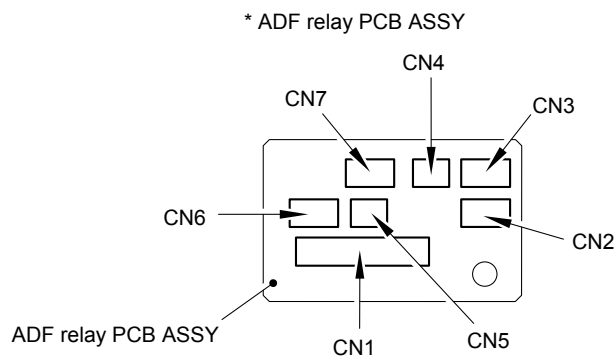 * ADF relay PCB ASSY
CN4
CN7
CN3
CN6
CN2
ADF relay PCB ASSY
CN1
CN5